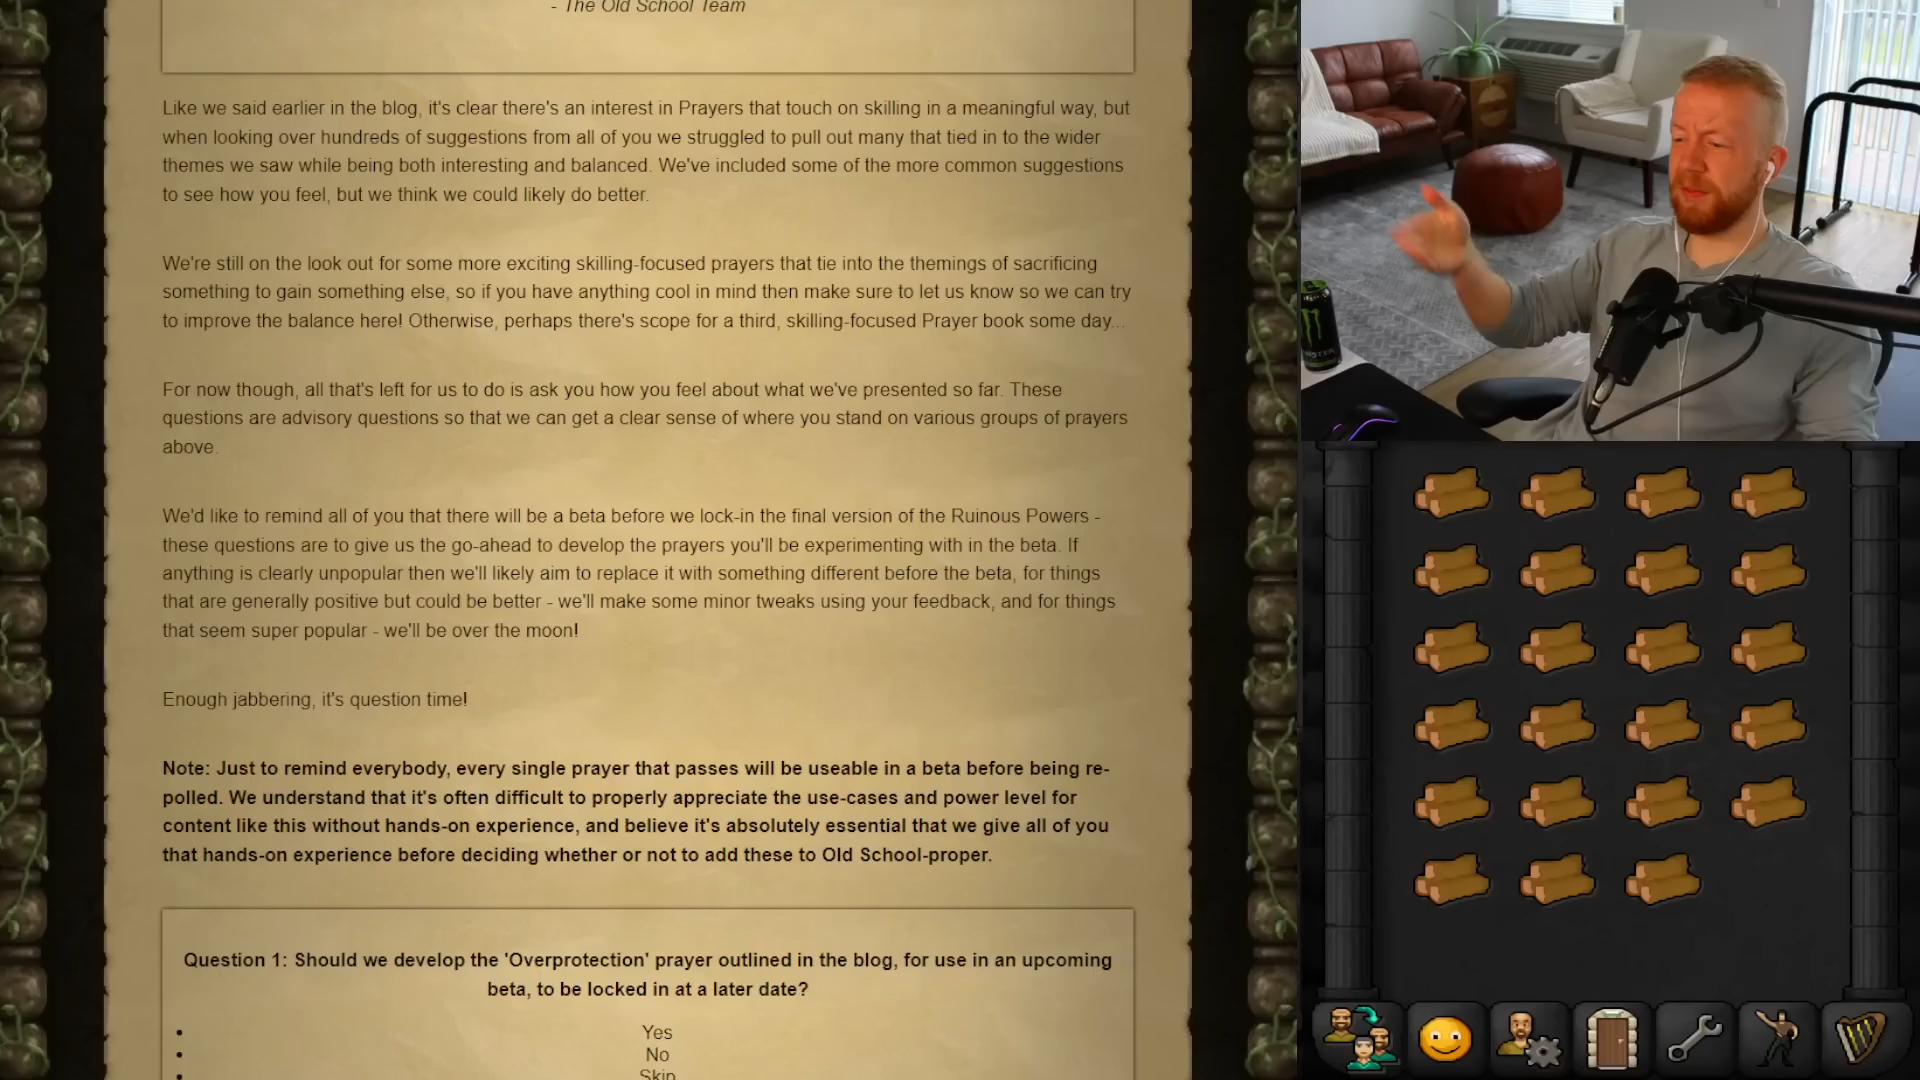 - The Old School Team
Like we said earlier in the blog, it's clear there's an interest in Prayers that touch on skilling in a meaningful way, but
when looking over hundreds of suggestions from all of you we struggled to pull out many that tied in to the wider
themes we saw while being both interesting and balanced. We've included some of the more common suggestions
to see how you feel, but we think we could likely do better.
We're still on the look out for some more exciting skilling-focused prayers that tie into the themings of sacrificing
something to gain something else, so if you have anything cool in mind then make sure to let us know so we can try
to improve the balance here! Otherwise, perhaps there's scope for a third, skilling-focused Prayer book some day...
For now though, all that's left for us to do is ask you how you feel about what we've presented so far. These
questions are advisory questions so that we can get a clear sense of where you stand on various groups of prayers
above.
We'd like to remind all of you that there will be a beta before we lock-in the final version of the Ruinous Powers -
these questions are to give us the go-ahead to develop the prayers you'll be experimenting with in the beta. If
anything is clearly unpopular then we'll likely aim to replace it with something different before the beta, for things
that are generally positive but could be better - we'll make some minor tweaks using your feedback, and for things
that seem super popular - we'll be over the moon!
Enough jabbering, it's question time!
Note: Just to remind everybody, every single prayer that passes will be useable in a beta before being re-
polled. We understand that it's often difficult to properly appreciate the use-cases and power level for
content like this without hands-on experience, and believe it's absolutely essential that we give all of you
that hands-on experience before deciding whether or not to add these to Old School-proper.
Question 1: Should we develop the 'Overprotection' prayer outlined in the blog, for use in an upcoming
beta, to be locked in at a later date?
• Yes
• No
• Skip
MONSTER